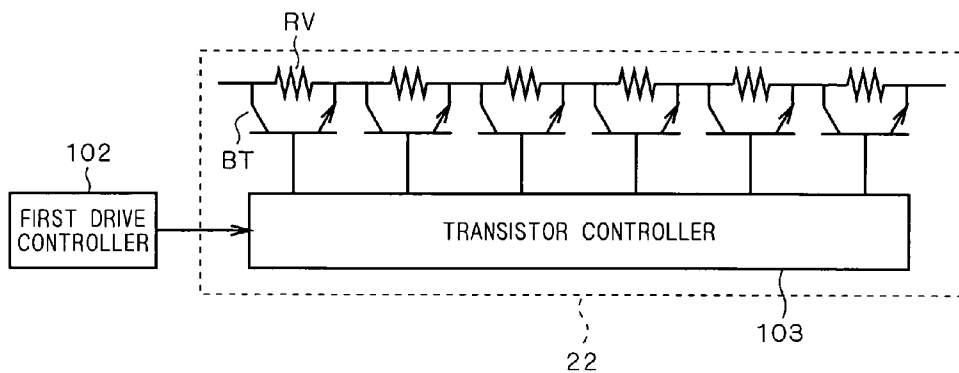 RV
BT
102
FIRST DRIVE
CONTROLLER
TRANSISTOR CONTROLLER
103
22